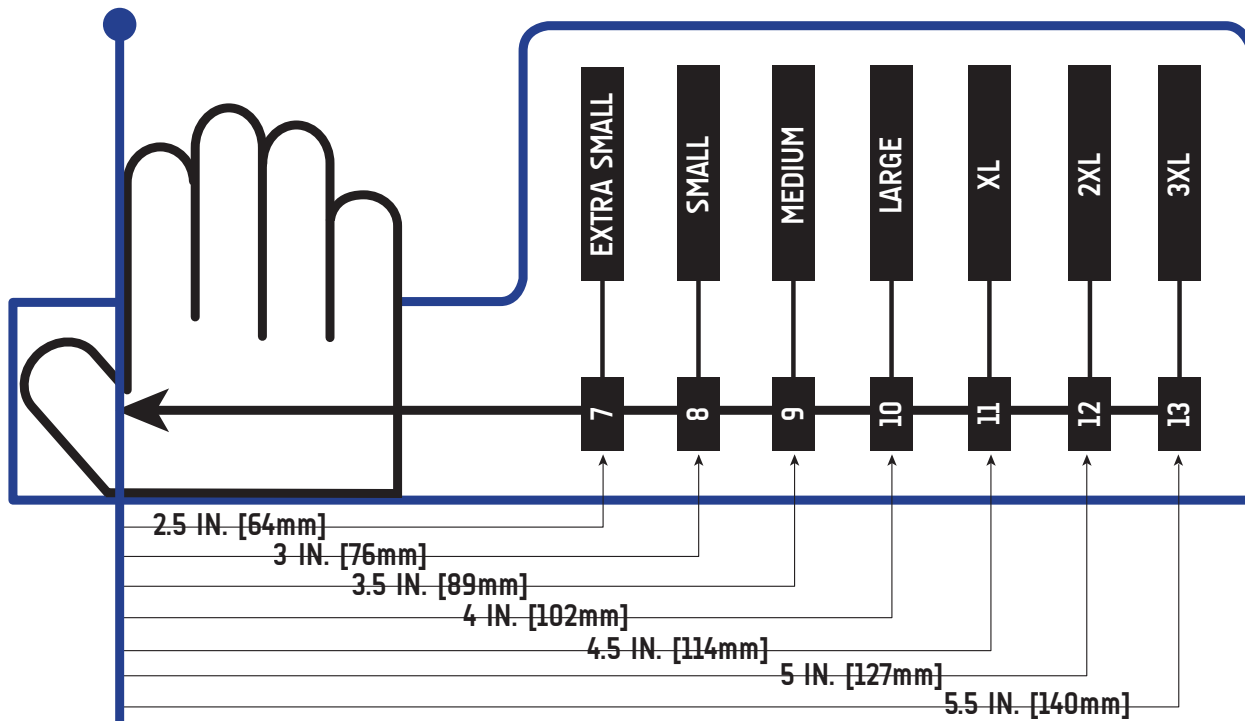 EXTRA SMALL
SMALL
MEDIUM
LARGE
XL
2XL
3XL
7
8
9
10
11
12
13
2.5 IN. [64mm]
3 IN. [76mm]
3.5 IN. [89mm]
4 IN. [102mm]
4.5 IN. [114mm]
5 IN. [127mm]
5.5 IN. [140mm]